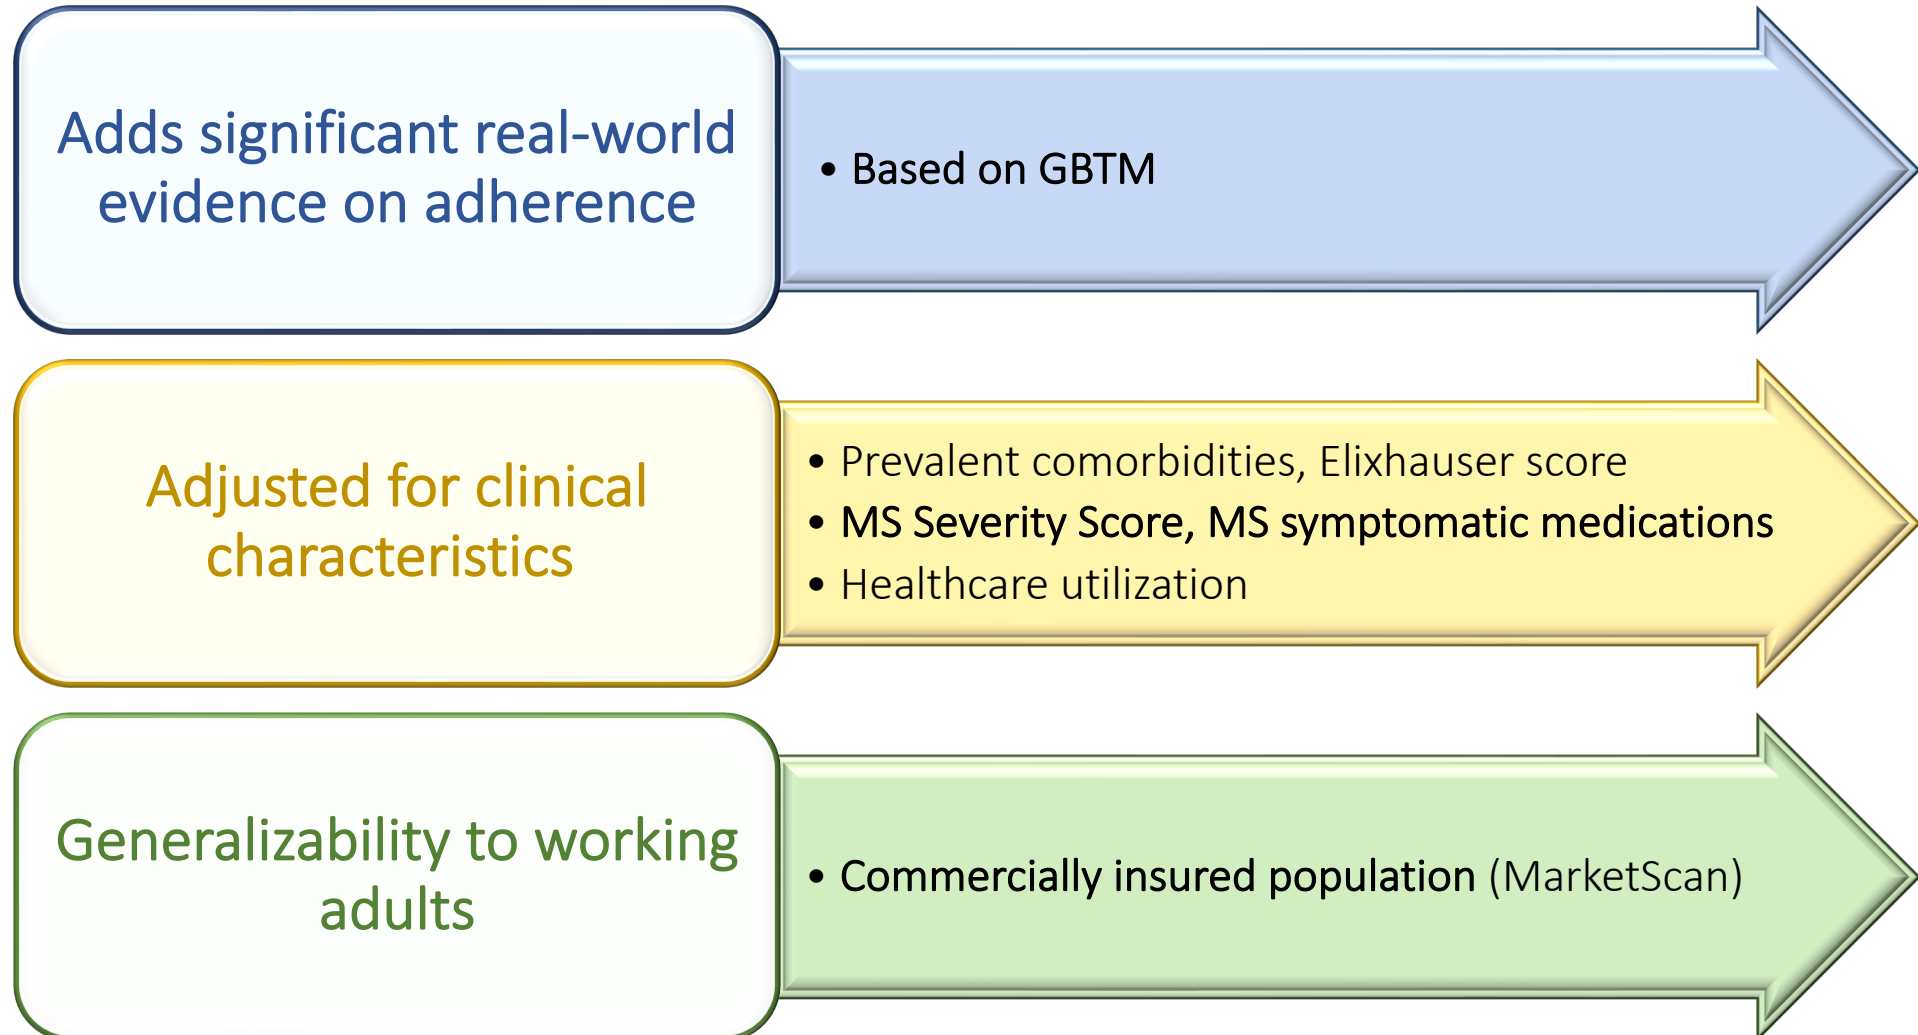 Adds significant real-world
evidence on adherence
• Based on GBTM
Adjusted for clinical
characteristics
• Prevalent comorbidities, Elixhauser score
• MS Severity Score, MS symptomatic medications
• Healthcare utilization
Generalizability to working
adults
• Commercially insured population (MarketScan)